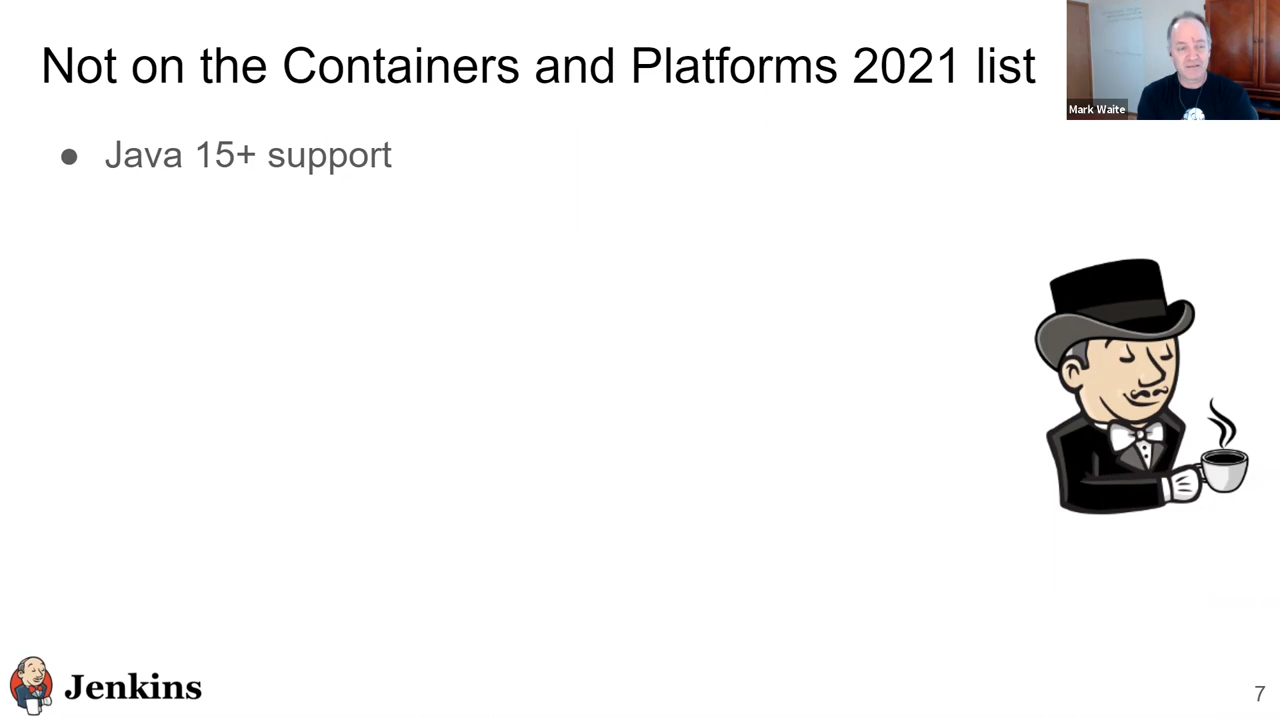 Not on the Containers and Platforms 2021 list
Mark Waite
● Java 15+ support
Jenkins
7